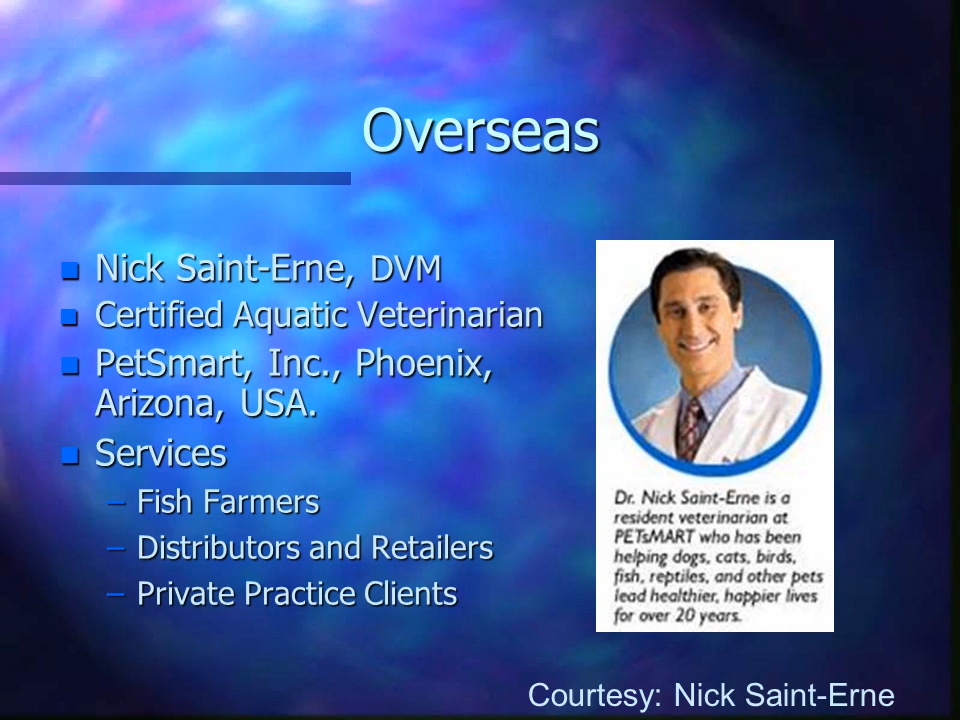 Overseas
Nick Saint-Erne, DVM
Certified Aquatic Veterinarian
PetSmart, Inc., Phoenix,
Arizona, USA.
Services
– Fish Farmers
– Distributors and Retailers
– Private Practice Clients
Dr. Nick Saint-Erne is a
resident veterinarian at
PETsMART who has been
helping dogs, cats, birds,
fish, reptiles, and other pets
lead healthier, happier lives
for over 20 years.
Courtesy: Nick Saint-Erne